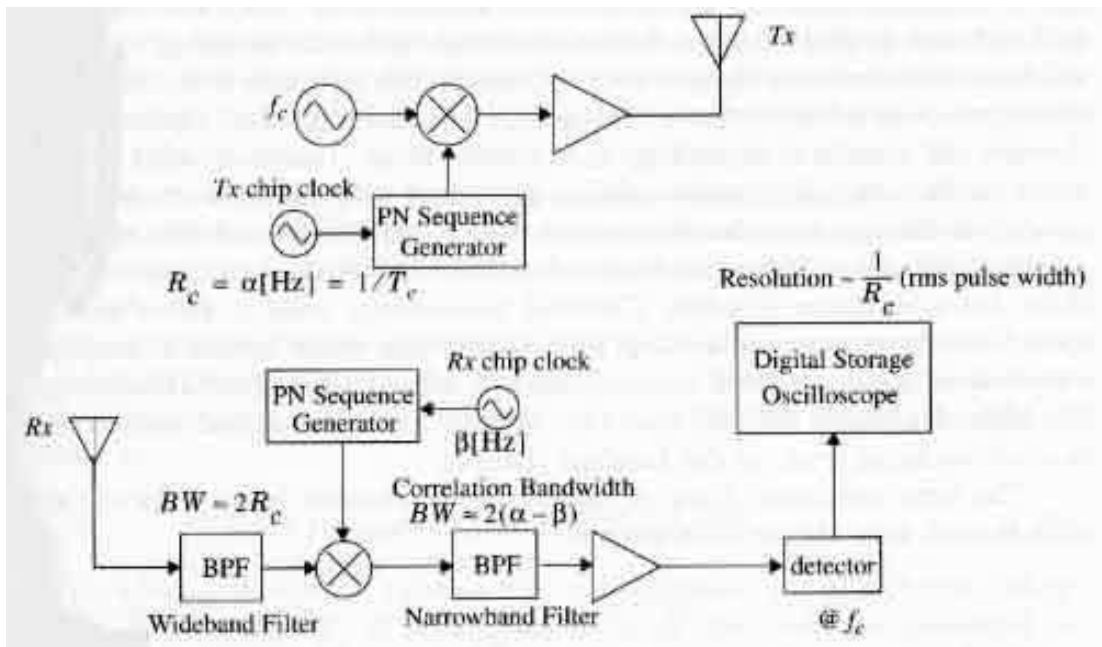 Tx
f_c
Tx chip clock
PN Sequence
Generator
R_c = α[Hz] = 1/T_c
Resolution ~ 1/R_c (rms pulse width)
Digital Storage
Oscilloscope
Rx chip clock
PN Sequence
Generator
β[Hz]
Rx
Correlation Bandwidth
BW ≈ 2(α − β)
BW ≈ 2R_c
BPF
BPF
detector
Wideband Filter
Narrowband Filter
@ f_c